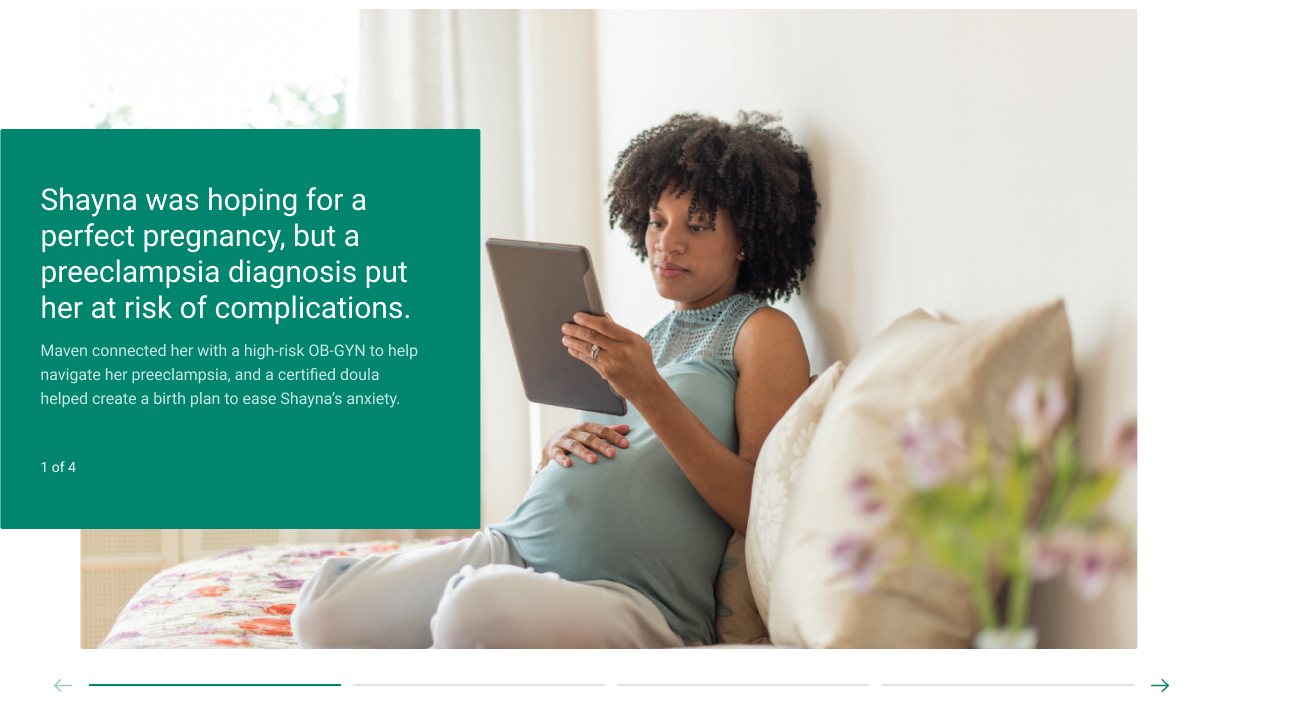 Shayna was hoping for a
perfect pregnancy, but a
preeclampsia diagnosis put
her at risk of complications.
Maven connected her with a high-risk OB-GYN to help
navigate her preeclampsia, and a certified doula
helped create a birth plan to ease Shayna’s anxiety.
1 of 4